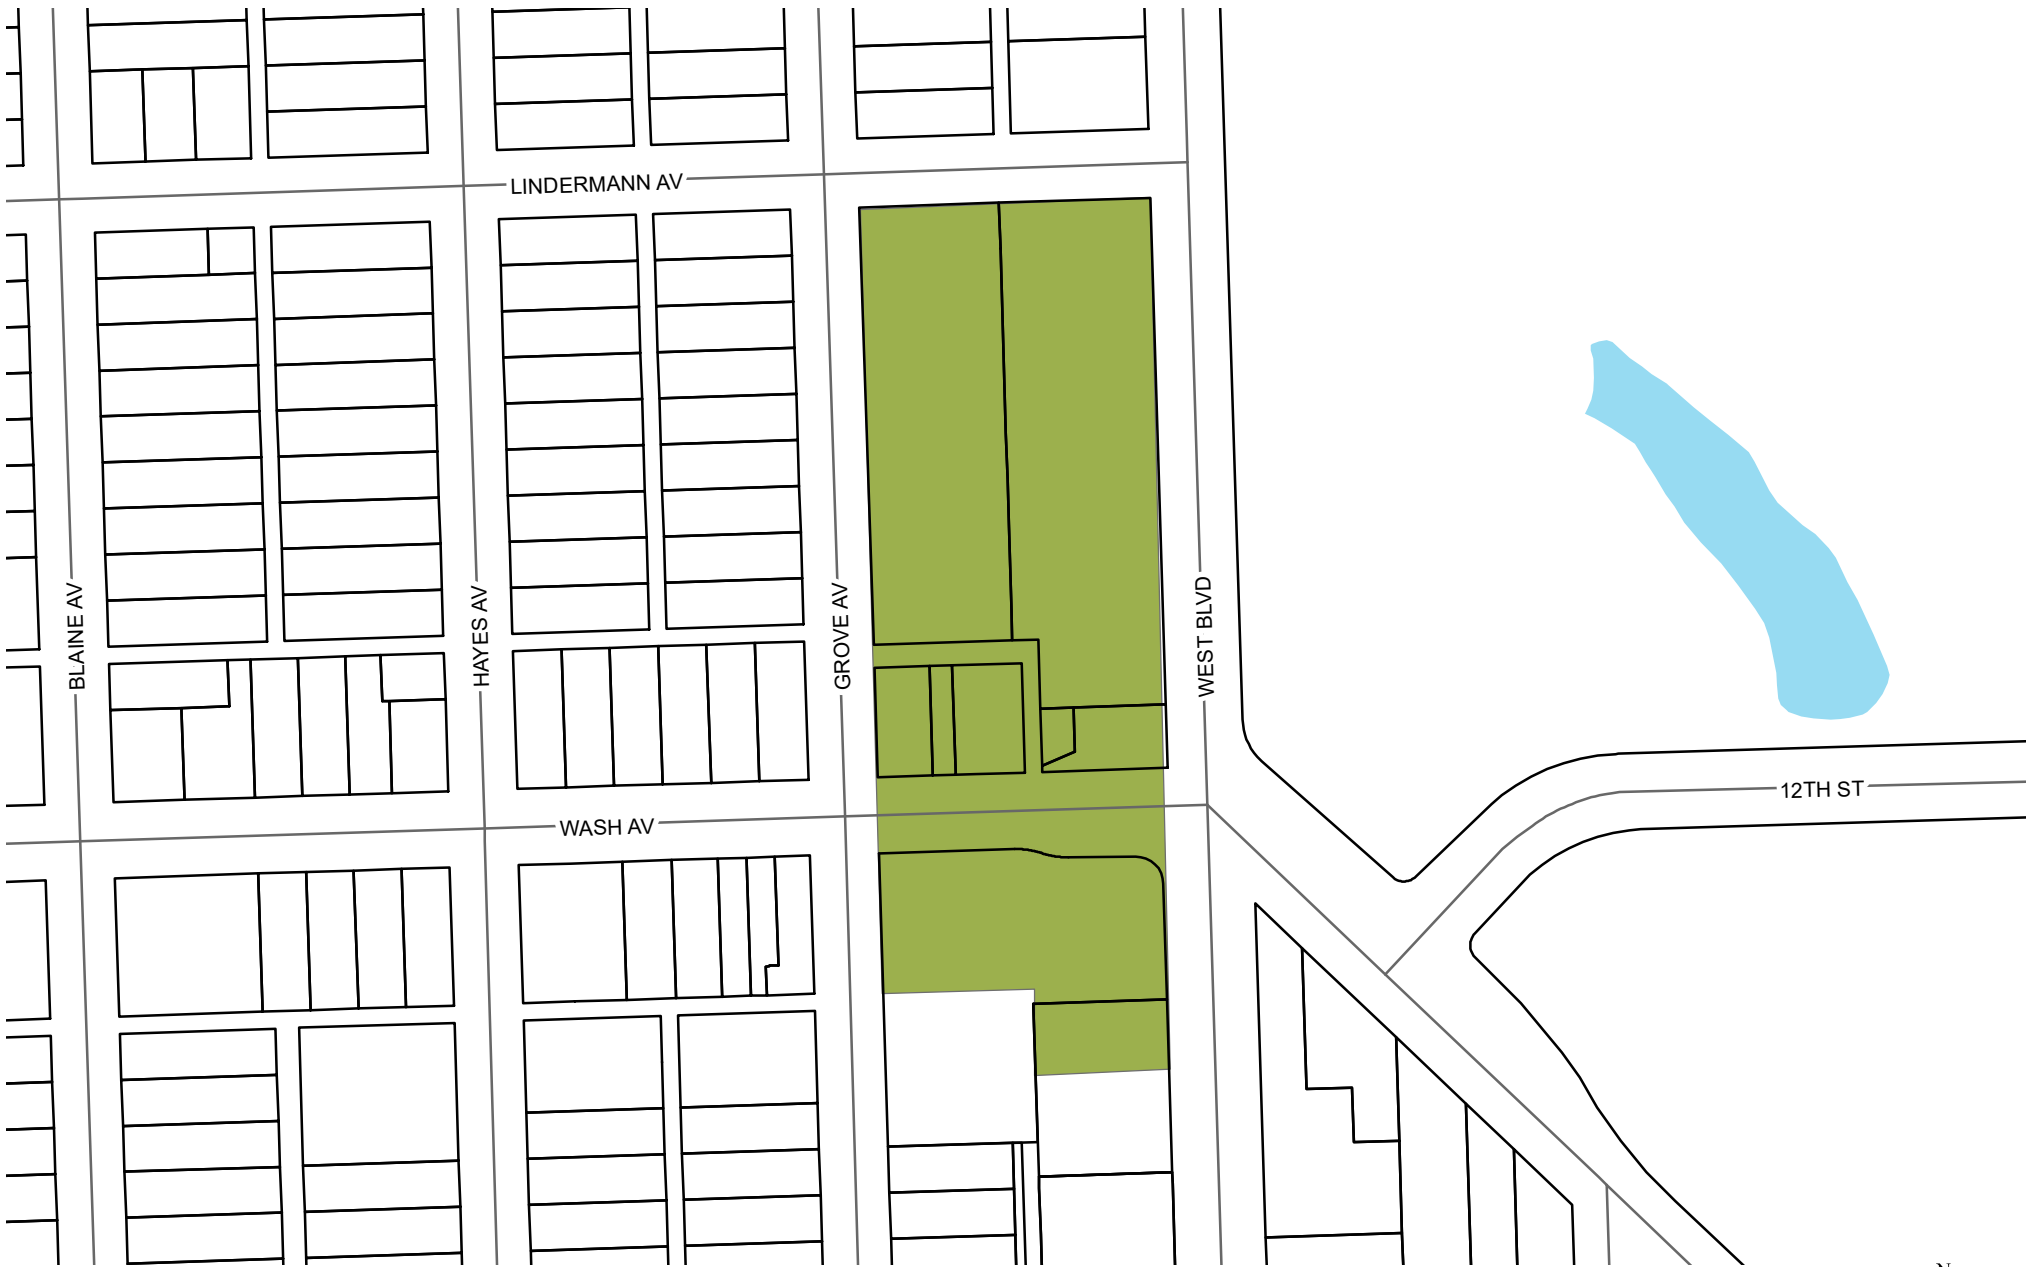 LINDERMANN AV
BLAINE AV
HAYES AV
GROVE AV
WEST BLVD
12TH ST
WASH AV
N